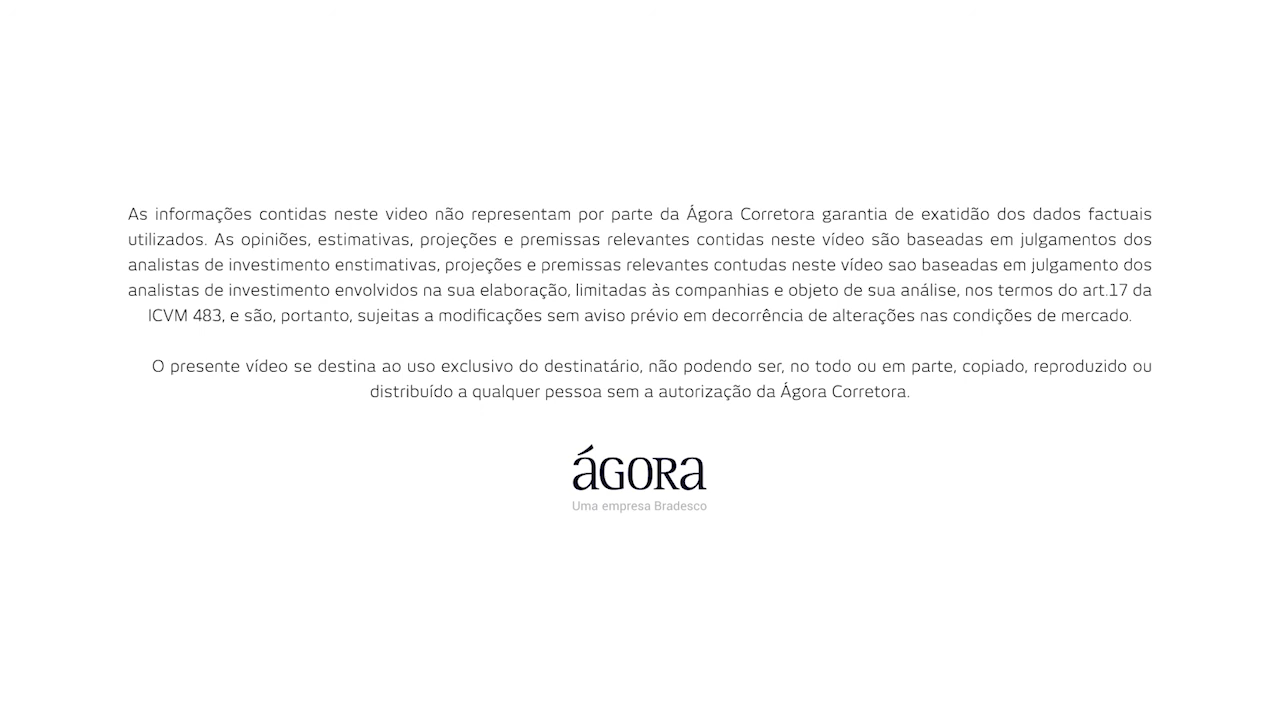 As informações contidas neste video não representam por parte da Ágora Corretora garantia de exatidão dos dados factuais
utilizados. As opiniões, estimativas, projeções e premissas relevantes contidas neste vídeo são baseadas em julgamentos dos
analistas de investimento enstimativas, projeções e premissas relevantes contudas neste vídeo sao baseadas em julgamento dos
analistas de investimento envolvidos na sua elaboração, limitadas às companhias e objeto de sua análise, nos termos do art.17 da
ICVM 483, e são, portanto, sujeitas a modificações sem aviso prévio em decorrência de alterações nas condições de mercado.
O presente vídeo se destina ao uso exclusivo do destinatário, não podendo ser, no todo ou em parte, copiado, reproduzido ou
distribuído a qualquer pessoa sem a autorização da Ágora Corretora.
áGORa
Uma empresa Bradesco